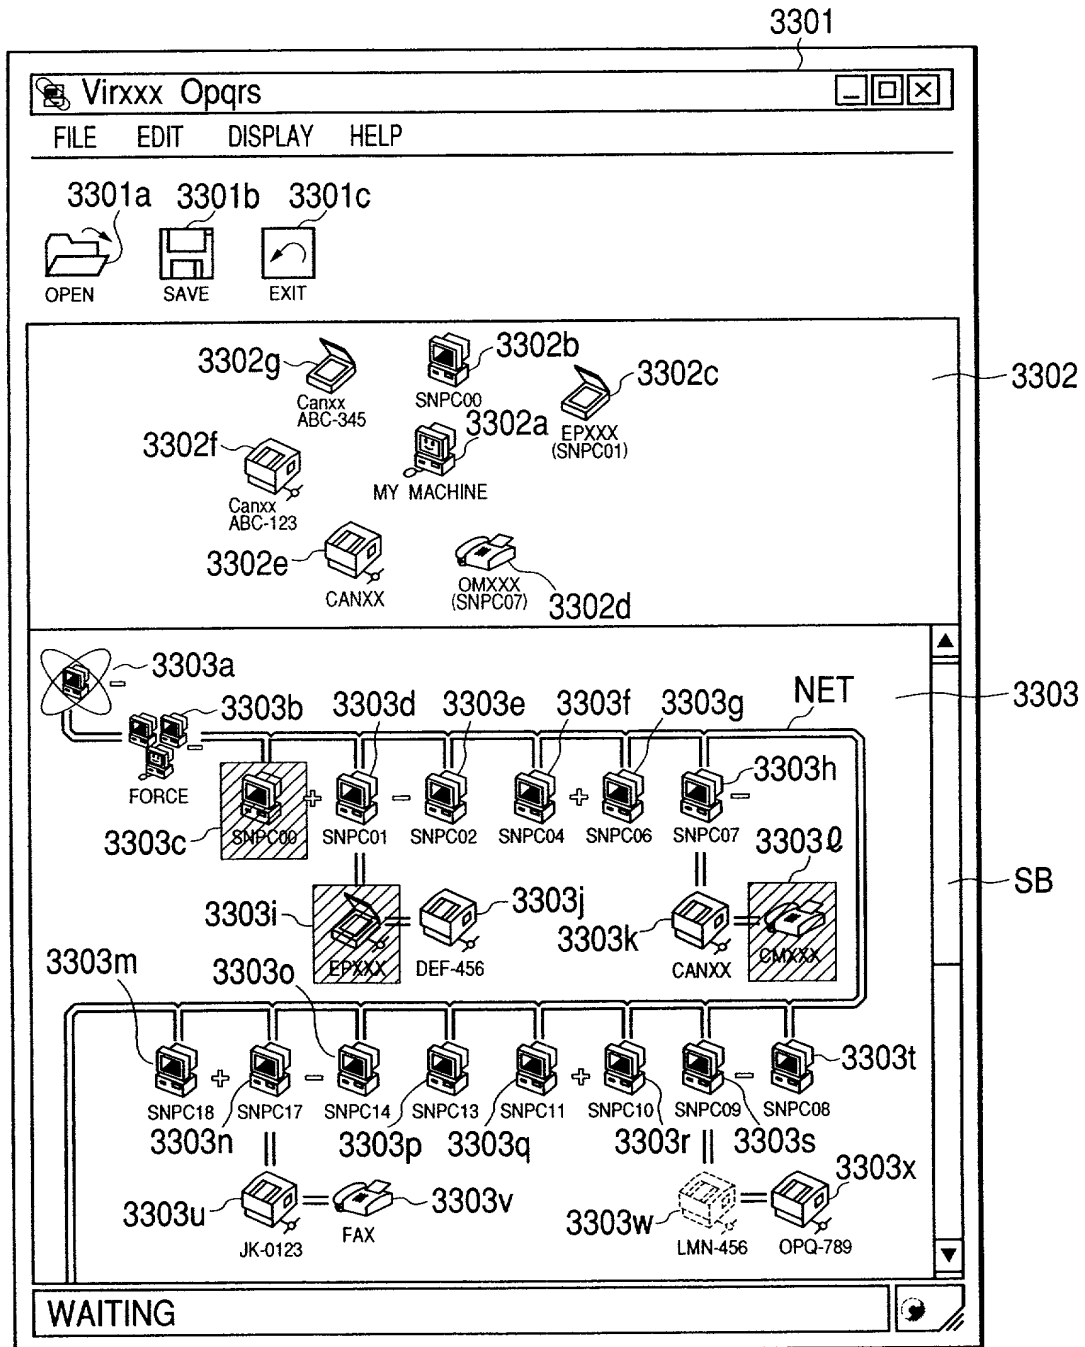 3301
Virxxx Opqrs
FILE EDIT DISPLAY HELP
3301a 3301b 3301c
OPEN SAVE EXIT
3302g 3302b 3302c 3302
Canxx
ABC-345
SNPC00
EPXXX
(SNPC01)
3302f 3302a
Canxx
ABC-123
MY MACHINE
3302e
CANXX
OMXXX
(SNPC07)
3302d
3303a
NET 3303
3303b 3303d 3303e 3303f 3303g
3303h
FORCE
3303c
SNPC00 + SNPC01 - SNPC02 SNPC04 + SNPC06 SNPC07 -
3303ℓ
SB
3303i 3303j 3303k
EPXXX DEF-456 CANXX CMXXX
3303m 3303o
3303t
SNPC18 + SNPC17 - SNPC14 SNPC13 SNPC11 + SNPC10 SNPC09 - SNPC08
3303n 3303p 3303q 3303r 3303s
3303u 3303v 3303w 3303x
JK-0123 FAX LMN-456 OPQ-789
WAITING